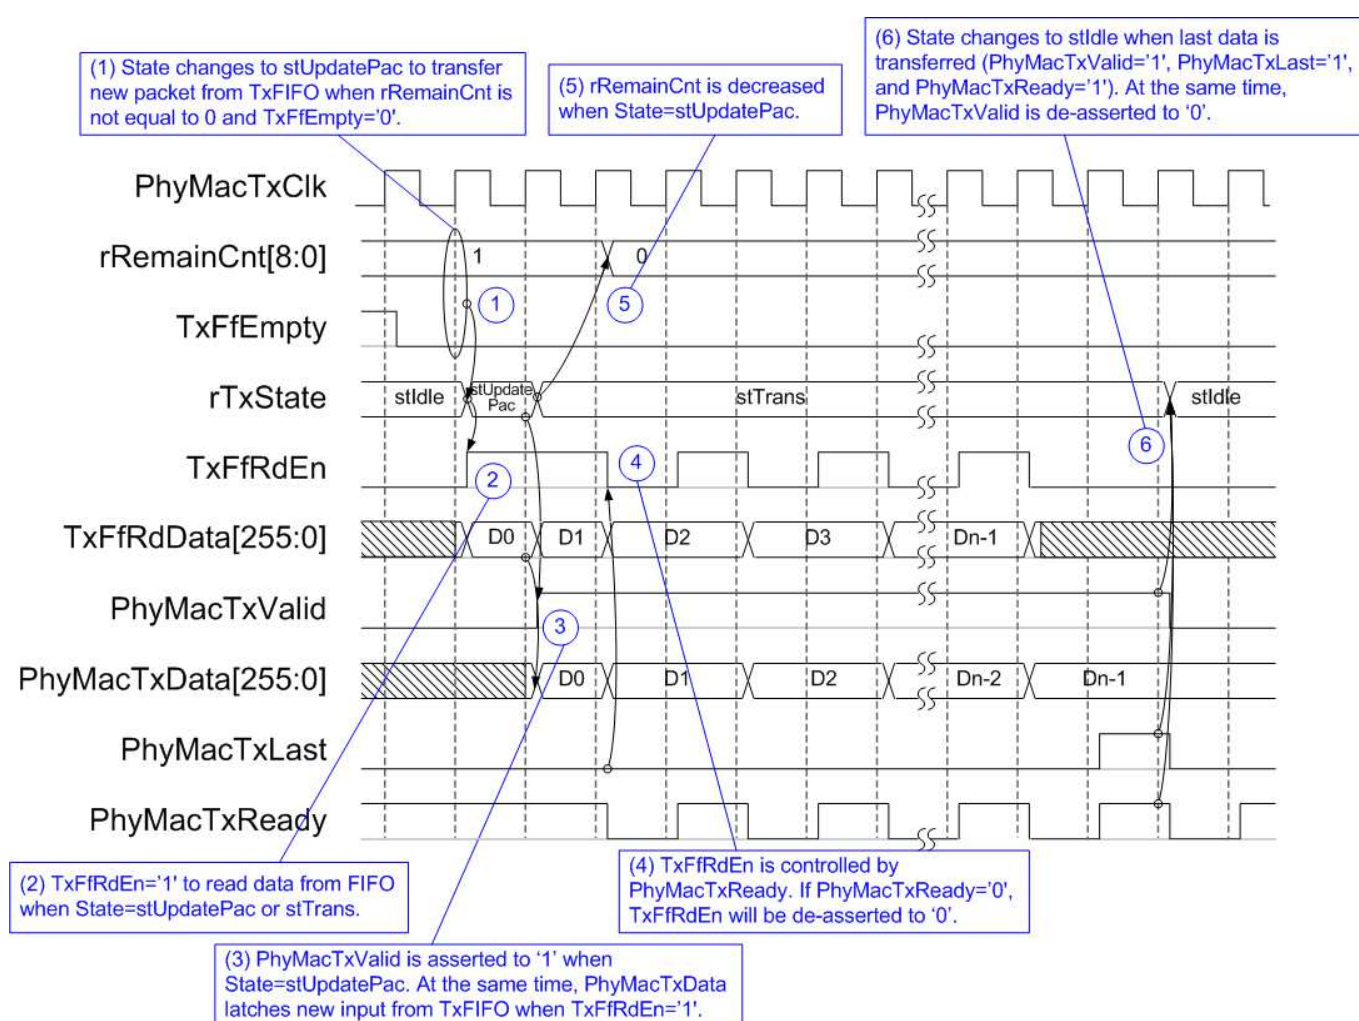 (1) State changes to stUpdatePac to transfer
new packet from TxFIFO when rRemainCnt is
not equal to 0 and TxFfEmpty='0'.
(5) rRemainCnt is decreased
when State=stUpdatePac.
(6) State changes to stIdle when last data is
transferred (PhyMacTxValid='1', PhyMacTxLast='1',
and PhyMacTxReady='1'). At the same time,
PhyMacTxValid is de-asserted to ‘0’.
PhyMacTxClk
rRemainCnt[8:0]
1
0
1
5
TxFfEmpty
rTxState
stIdle
stUpdate
Pac
stTrans
stIdle
6
TxFfRdEn
2
4
TxFfRdData[255:0]
D0
D1
D2
D3
Dn-1
PhyMacTxValid
3
PhyMacTxData[255:0]
D0
D1
D2
Dn-2
Dn-1
PhyMacTxLast
PhyMacTxReady
(2) TxFfRdEn='1' to read data from FIFO
when State=stUpdatePac or stTrans.
(4) TxFfRdEn is controlled by
PhyMacTxReady. If PhyMacTxReady='0',
TxFfRdEn will be de-asserted to ‘0’.
(3) PhyMacTxValid is asserted to ‘1’ when
State=stUpdatePac. At the same time, PhyMacTxData
latches new input from TxFIFO when TxFfRdEn='1'.